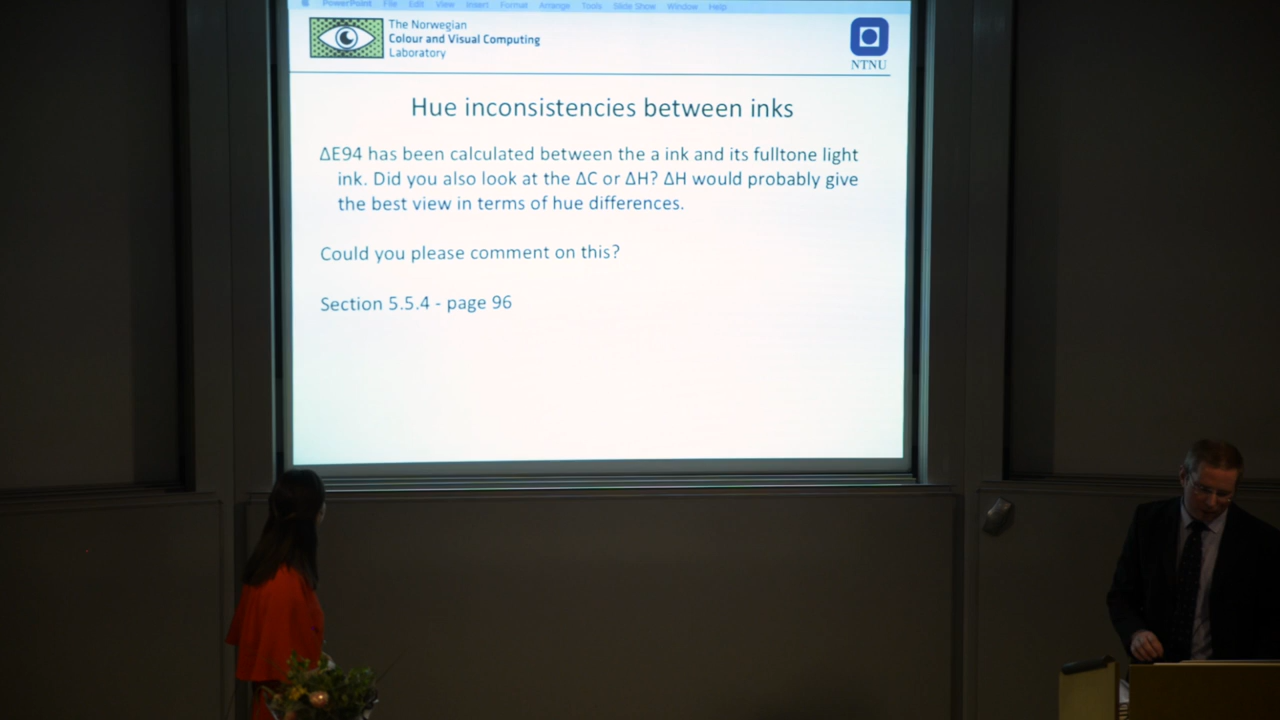 PowerPoint File Edit View Insert Format Arrange Tools Slide Show Window Help
The Norwegian
Colour and Visual Computing
Laboratory
NTNU
Hue inconsistencies between inks
ΔE94 has been calculated between the a ink and its fulltone light
ink. Did you also look at the ΔC or ΔH? ΔH would probably give
the best view in terms of hue differences.
Could you please comment on this?
Section 5.5.4 - page 96